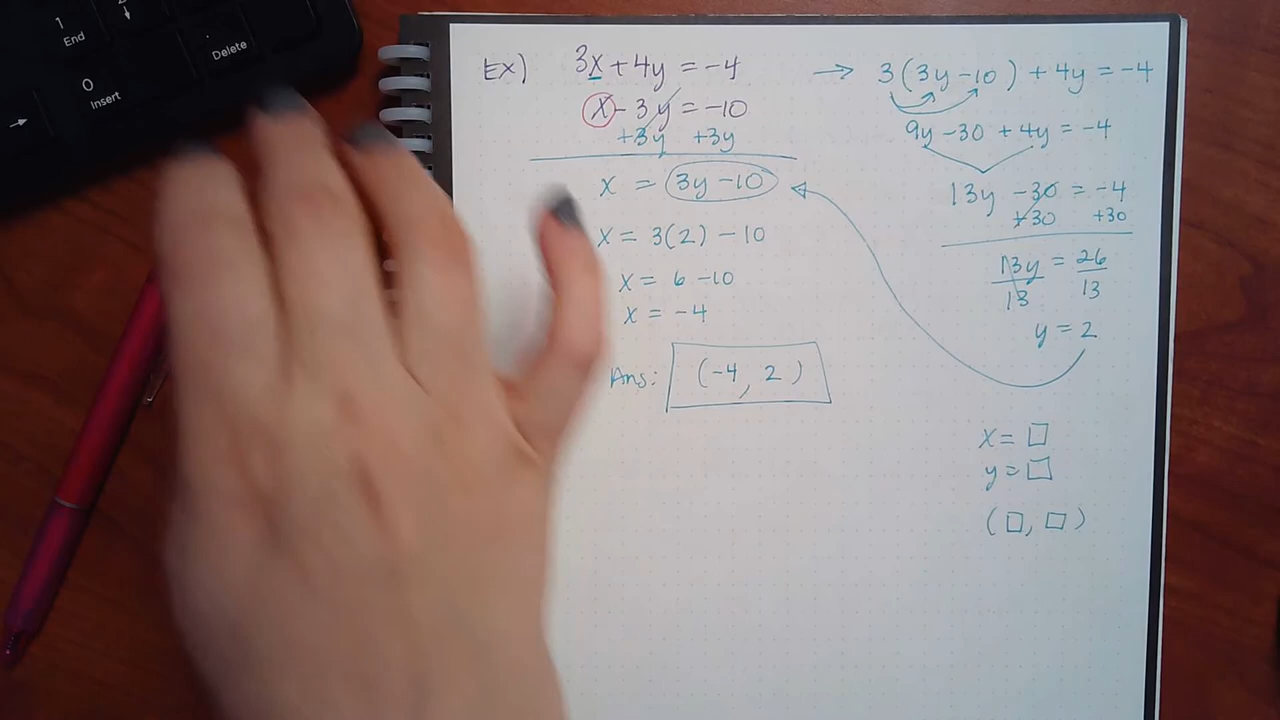 1
End
Delete
0
Insert
Ex) 3x + 4y = -4
x - 3y = -10
+3y +3y
x = 3y - 10
x = 3(2) - 10
x = 6 - 10
x = -4
Ans: (-4, 2)
→ 3(3y - 10) + 4y = -4
9y - 30 + 4y = -4
13y - 30 = -4
+30 +30
13y = 26
13 13
y = 2
x = □
y = □
(□, □)